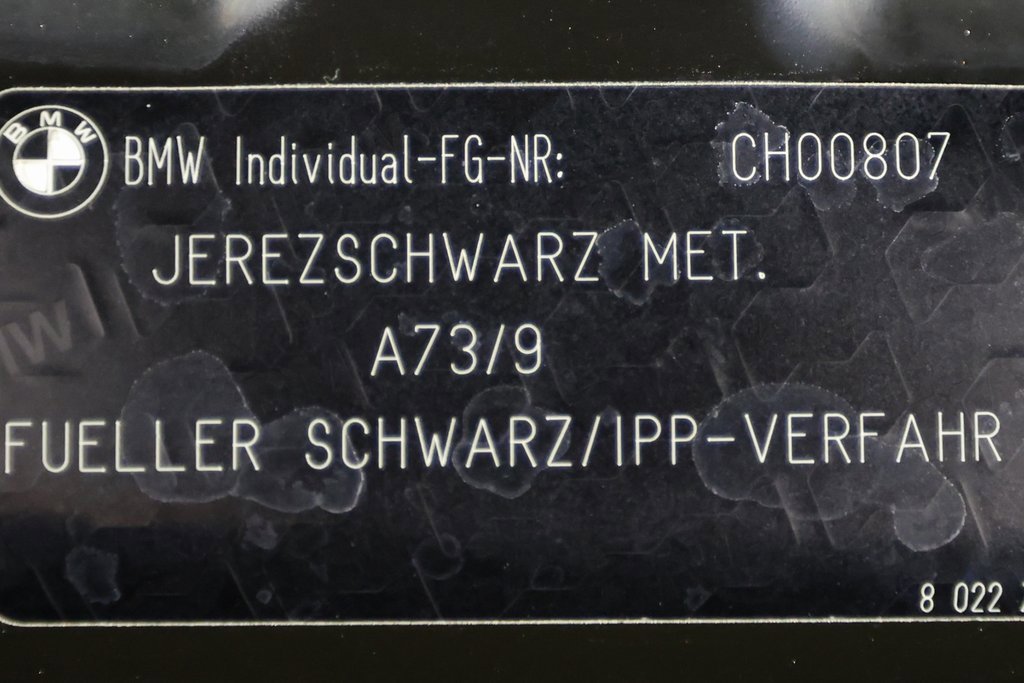 BMW
BMW Individual-FG-NR: CH00807
JEREZSCHWARZ MET.
A73/9
FUELLER SCHWARZ/IPP-VERFAHR
8 022